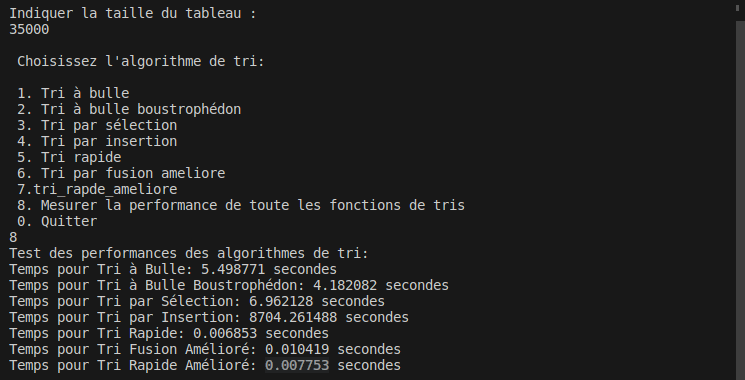 Indiquer la taille du tableau :
35000
Choisissez l'algorithme de tri:
1. Tri à bulle
2. Tri à bulle boustrophédon
3. Tri par sélection
4. Tri par insertion
5. Tri rapide
6. Tri par fusion ameliore
7.tri_rapde_ameliore
8. Mesurer la performance de toute les fonctions de tris
0. Quitter
8
Test des performances des algorithmes de tri:
Temps pour Tri à Bulle: 5.498771 secondes
Temps pour Tri à Bulle Boustrophédon: 4.182082 secondes
Temps pour Tri par Sélection: 6.962128 secondes
Temps pour Tri par Insertion: 8704.261488 secondes
Temps pour Tri Rapide: 0.006853 secondes
Temps pour Tri Fusion Amélioré: 0.010419 secondes
Temps pour Tri Rapide Amélioré: 0.007753 secondes